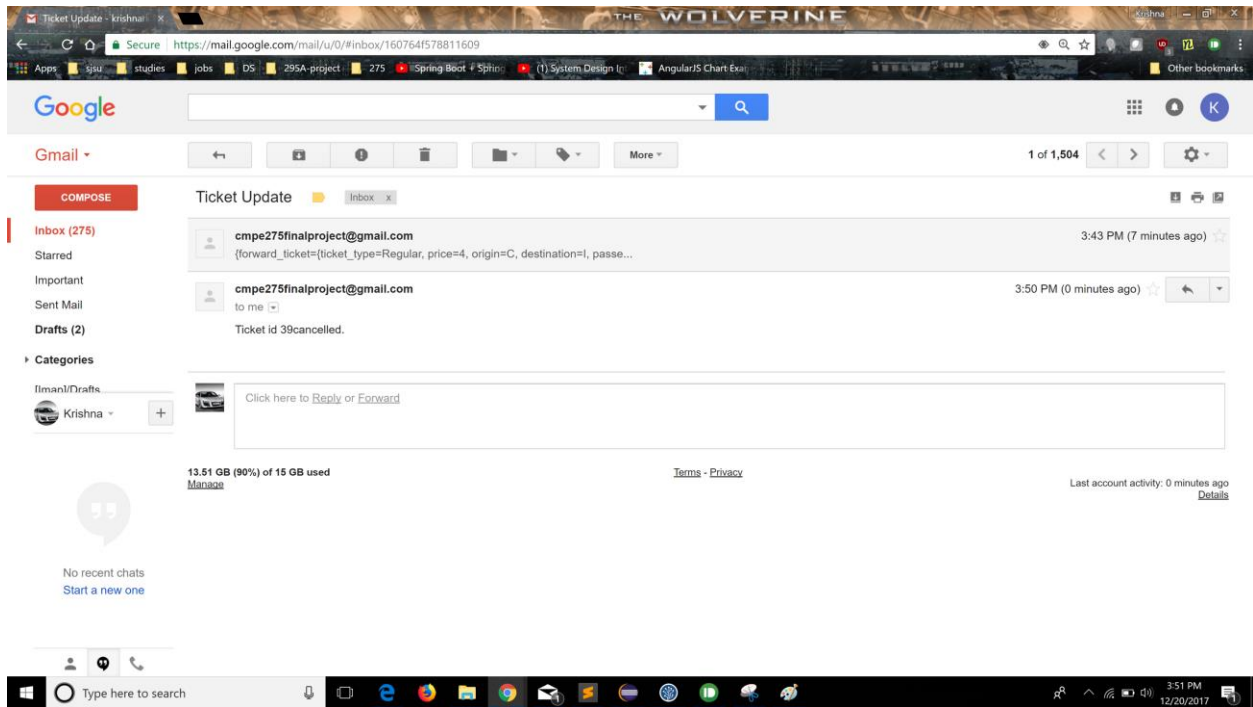 Ticket Update - krishna
THE WOLVERINE
Krishna
Secure https://mail.google.com/mail/u/0/#inbox/160764f578811609
Apps sjsu studies jobs DS 295A-project 275 Spring Boot + Spring (1) System Design In AngularJS Chart Exa Other bookmarks
Google
K
Gmail
More
1 of 1,504
COMPOSE
Ticket Update Inbox x
Inbox (275)
cmpe275finalproject@gmail.com 3:43 PM (7 minutes ago)
{forward_ticket={ticket_type=Regular, price=4, origin=C, destination=I, passe...
Starred
Important
cmpe275finalproject@gmail.com 3:50 PM (0 minutes ago)
to me
Sent Mail
Drafts (2)
Ticket id 39cancelled.
Categories
[Imap]/Drafts
Click here to Reply or Forward
Krishna
13.51 GB (90%) of 15 GB used
Manage
Terms - Privacy
Last account activity: 0 minutes ago
Details
No recent chats
Start a new one
Type here to search
3:51 PM
12/20/2017